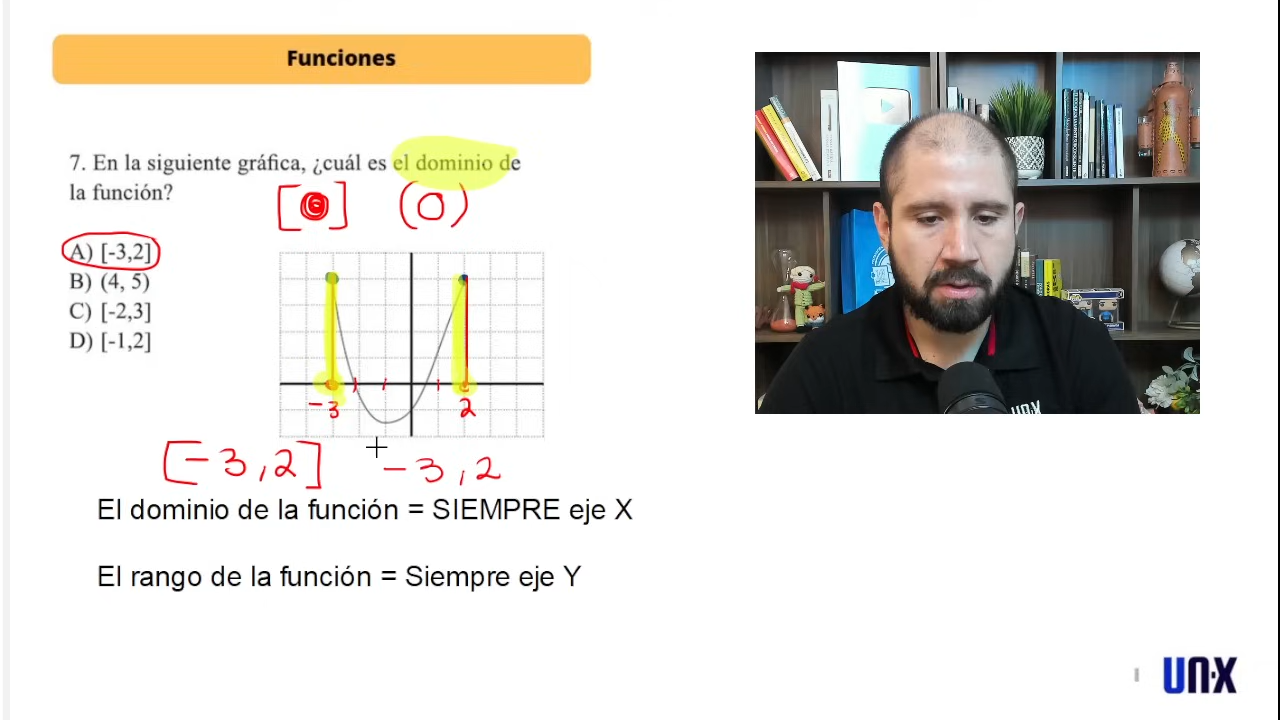 Funciones
7. En la siguiente gráfica, ¿cuál es el dominio de
la función?
[ ] (0)
A) [-3,2]
B) (4, 5)
C) [-2,3]
D) [-1,2]
-3 2
[-3,2] -3,2
El dominio de la función = SIEMPRE eje X
El rango de la función = Siempre eje Y
UN-X
UNX